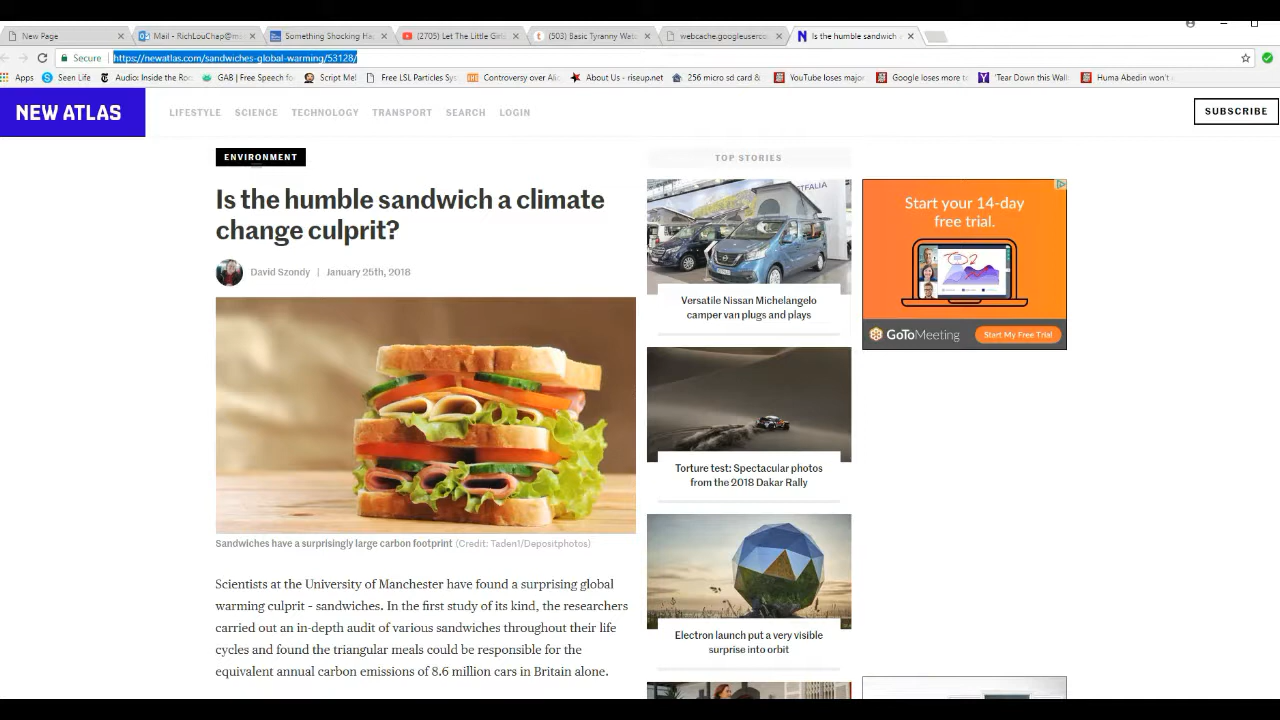 New Page
Mail - RichLouChap@m
Something Shocking Ha
(2705) Let The Little Girl
(503) Basic Tyranny Wat
webcache.googleuserco
Is the humble sandwich
Secure
https://newatlas.com/sandwiches-global-warming/53128/
Apps
Seen Life
Audio: Inside the Ro
GAB | Free Speech fo
Script Me!
Free LSL Particles Sy
Controversy over Ali
About Us - riseup.net
256 micro sd card &
YouTube loses major
Google loses more t
'Tear Down this Wall
Huma Abedin won't
NEW ATLAS
LIFESTYLE SCIENCE TECHNOLOGY TRANSPORT SEARCH LOGIN
SUBSCRIBE
ENVIRONMENT
Is the humble sandwich a climate
change culprit?
David Szondy | January 25th, 2018
Sandwiches have a surprisingly large carbon footprint (Credit: Taden1/Depositphotos)
Scientists at the University of Manchester have found a surprising global
warming culprit - sandwiches. In the first study of its kind, the researchers
carried out an in-depth audit of various sandwiches throughout their life
cycles and found the triangular meals could be responsible for the
equivalent annual carbon emissions of 8.6 million cars in Britain alone.
TOP STORIES
STFALIA
Versatile Nissan Michelangelo
camper van plugs and plays
Torture test: Spectacular photos
from the 2018 Dakar Rally
Electron launch put a very visible
surprise into orbit
Start your 14-day
free trial.
GoToMeeting
Start My Free Trial